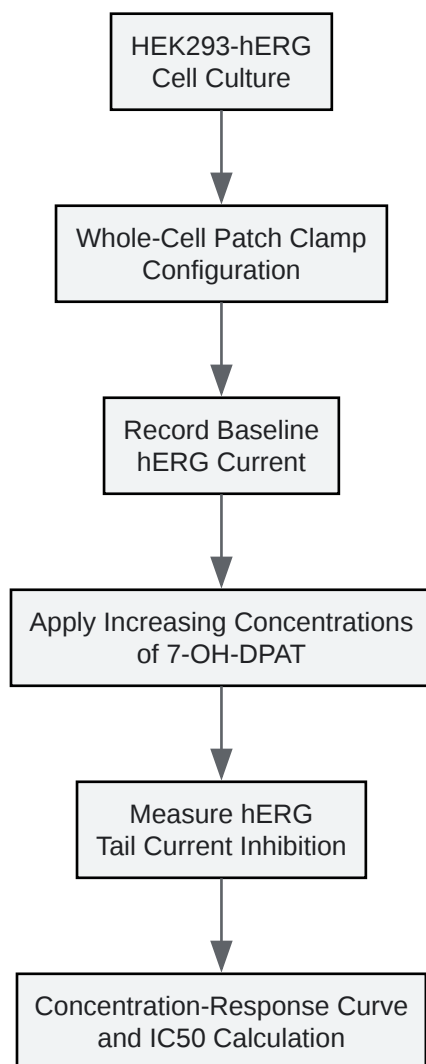 HEK293-hERG
Cell Culture
Whole-Cell Patch Clamp
Configuration
Record Baseline
hERG Current
Apply Increasing Concentrations
of 7-OH-DPAT
Measure hERG
Tail Current Inhibition
Concentration-Response Curve
and IC50 Calculation